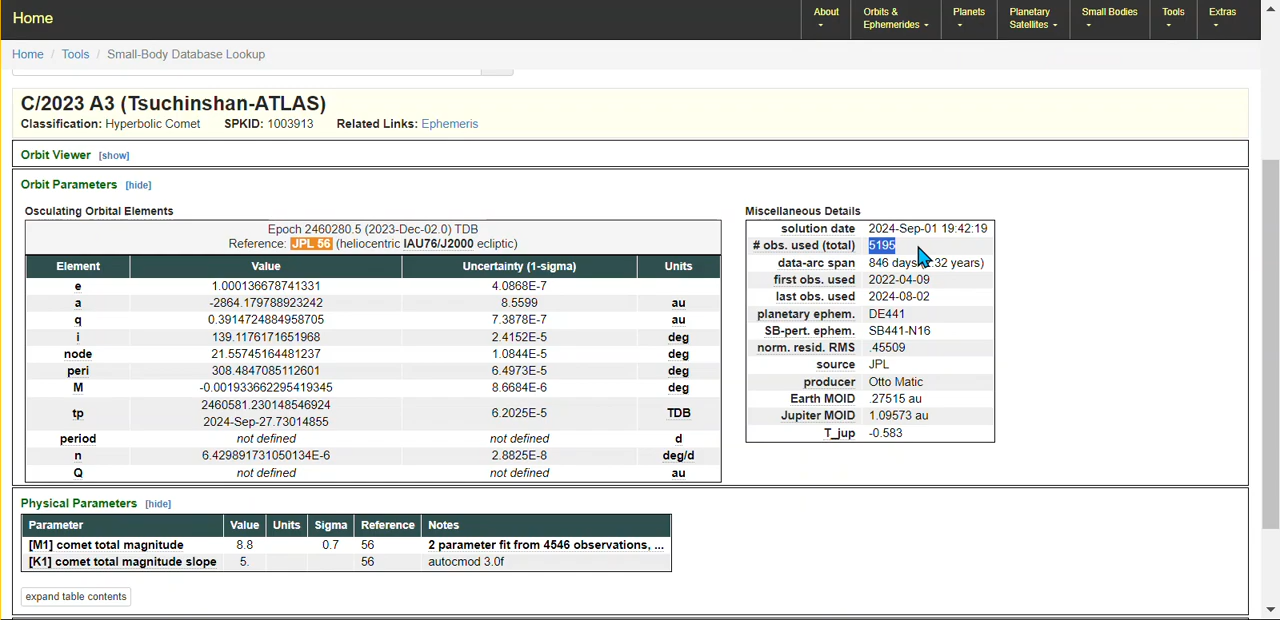 Home
About
Orbits &
Ephemerides
Planets
Planetary
Satellites
Small Bodies
Tools
Extras
Home / Tools / Small-Body Database Lookup
C/2023 A3 (Tsuchinshan-ATLAS)
Classification: Hyperbolic Comet SPKID: 1003913 Related Links: Ephemeris
Orbit Viewer [show]
Orbit Parameters [hide]
Osculating Orbital Elements
Epoch 2460280.5 (2023-Dec-02.0) TDB
Reference: JPL 56 (heliocentric IAU76/J2000 ecliptic)
Element Value Uncertainty (1-sigma) Units
e 1.000136678741331 4.0868E-7
a -2864.179788923242 8.5599 au
q 0.3914724884958705 7.3878E-7 au
i 139.1176171651968 2.4152E-5 deg
node 21.55745164481237 1.0844E-5 deg
peri 308.4847085112601 6.4973E-5 deg
M -0.001933662295419345 8.6684E-6 deg
tp 2460581.230148546924
2024-Sep-27.73014855 6.2025E-5 TDB
period not defined not defined d
n 6.429891731050134E-6 2.8825E-8 deg/d
Q not defined not defined au
Miscellaneous Details
solution date 2024-Sep-01 19:42:19
# obs. used (total) 5195
data-arc span 846 days .32 years)
first obs. used 2022-04-09
last obs. used 2024-08-02
planetary ephem. DE441
SB-pert. ephem. SB441-N16
norm. resid. RMS .45509
source JPL
producer Otto Matic
Earth MOID .27515 au
Jupiter MOID 1.09573 au
T_jup -0.583
Physical Parameters [hide]
Parameter Value Units Sigma Reference Notes
[M1] comet total magnitude 8.8 0.7 56 2 parameter fit from 4546 observations, ...
[K1] comet total magnitude slope 5. 56 autocmod 3.0f
expand table contents